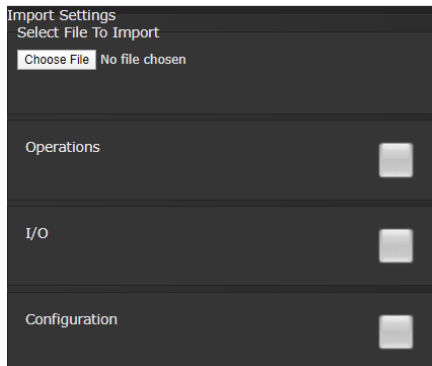 Import Settings
Select File To Import
Choose File No file chosen
Operations
I/O
Configuration